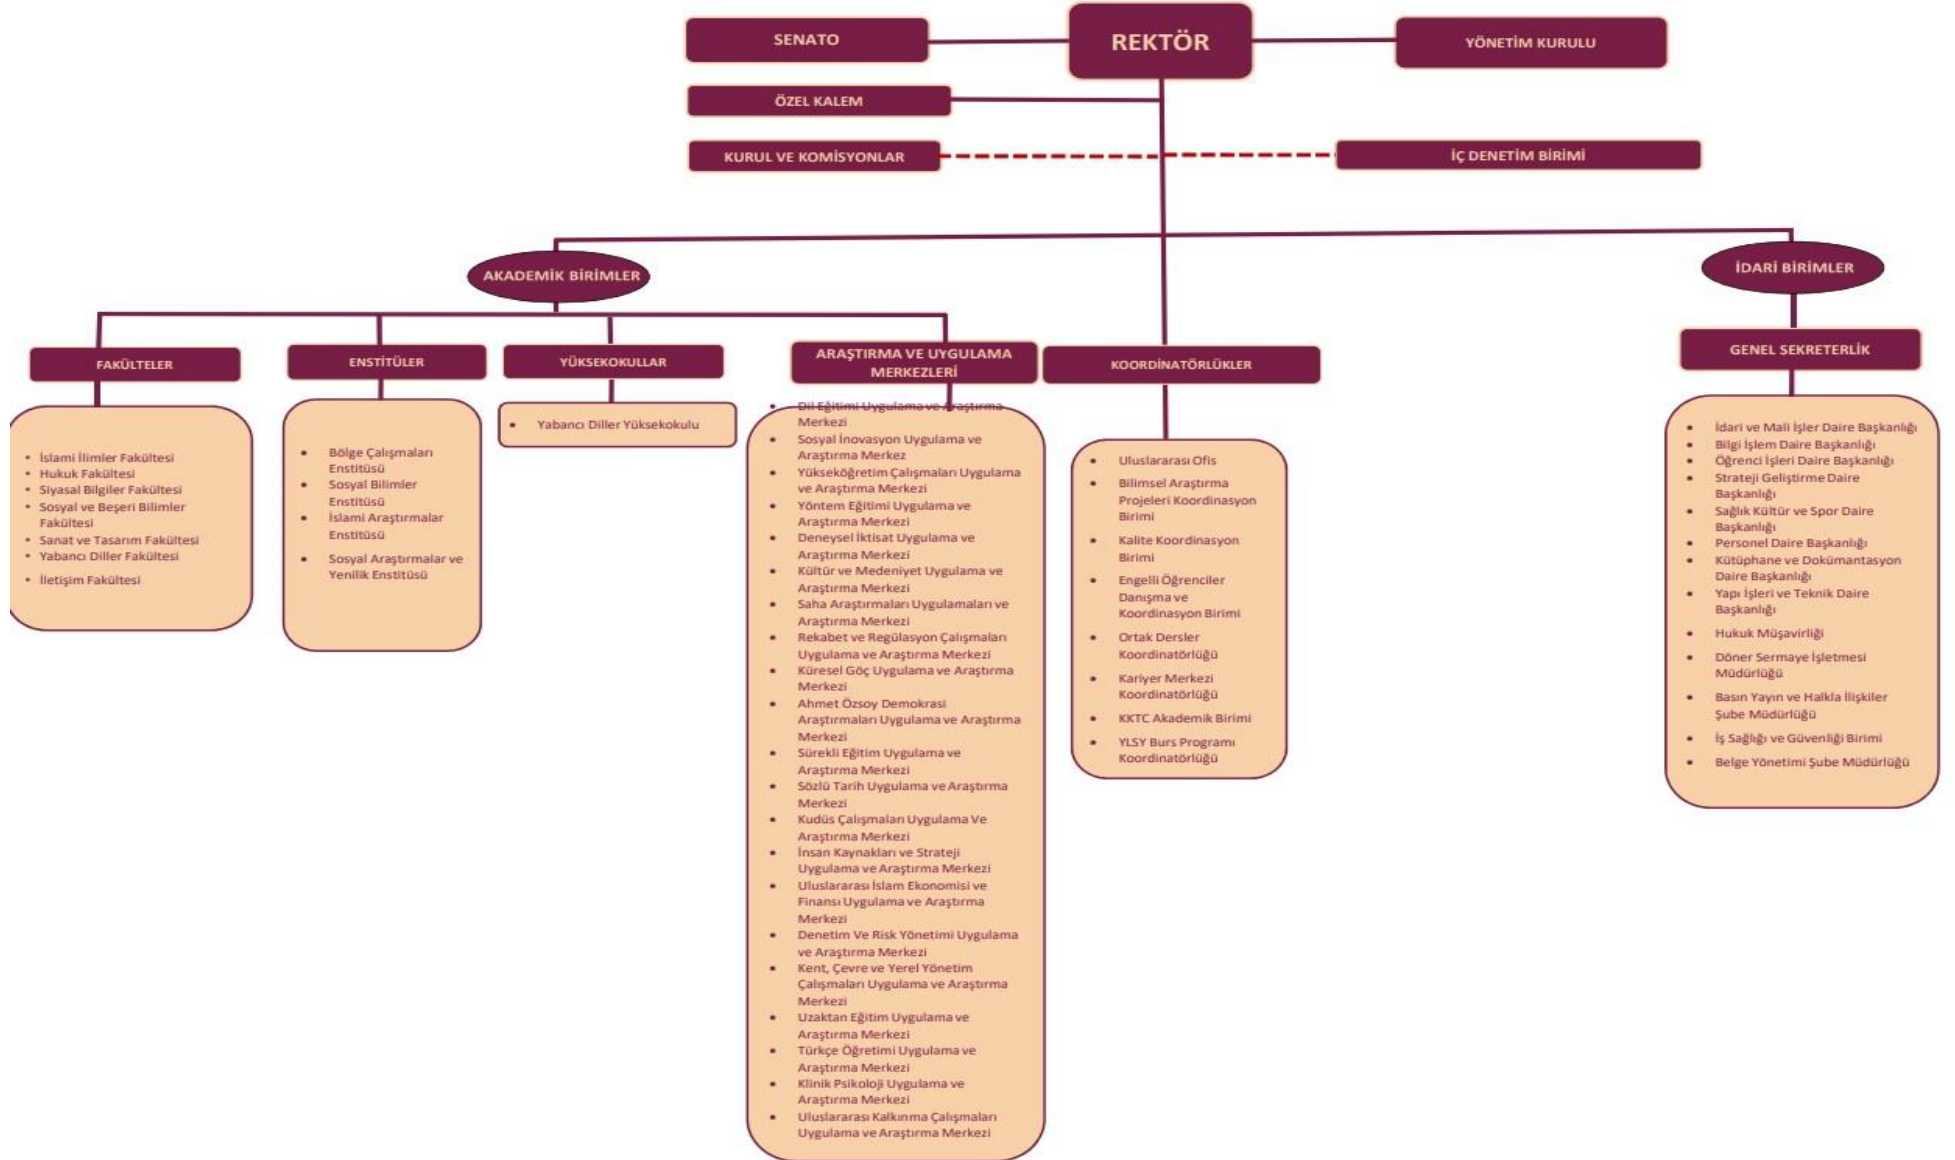 SENATO
REKTÖR
YÖNETİM KURULU
ÖZEL KALEM
KURUL VE KOMİSYONLAR
İÇ DENETİM BİRİMİ
AKADEMİK BİRİMLER
İDARİ BİRİMLER
FAKÜLTELER
• İslami İlimler Fakültesi
• Hukuk Fakültesi
• Siyasal Bilgiler Fakültesi
• Sosyal ve Beşeri Bilimler
Fakültesi
• Sanat ve Tasarım Fakültesi
• Yabancı Diller Fakültesi
• İletişim Fakültesi
ENSTİTÜLER
• Bölge Çalışmaları
Enstitüsü
• Sosyal Bilimler
Enstitüsü
• İslami Araştırmalar
Enstitüsü
• Sosyal Araştırmalar ve
Yenilik Enstitüsü
YÜKSEKOKULLAR
• Yabancı Diller Yüksekokulu
ARAŞTIRMA VE UYGULAMA
MERKEZLERİ
• Dil Eğitimi Uygulama ve Araştırma
Merkezi
• Sosyal İnovasyon Uygulama ve
Araştırma Merkez
• Yükseköğretim Çalışmaları Uygulama
ve Araştırma Merkezi
• Yöntem Eğitimi Uygulama ve
Araştırma Merkezi
• Deneysel İktisat Uygulama ve
Araştırma Merkezi
• Kültür ve Medeniyet Uygulama ve
Araştırma Merkezi
• Saha Araştırmaları Uygulamaları ve
Araştırma Merkezi
• Rekabet ve Regülasyon Çalışmaları
Uygulama ve Araştırma Merkezi
• Küresel Göç Uygulama ve Araştırma
Merkezi
• Ahmet Özsoy Demokrasi
Araştırmaları Uygulama ve Araştırma
Merkezi
• Sürekli Eğitim Uygulama ve
Araştırma Merkezi
• Sözlü Tarih Uygulama ve Araştırma
Merkezi
• Kudüs Çalışmaları Uygulama Ve
Araştırma Merkezi
• İnsan Kaynakları ve Strateji
Uygulama ve Araştırma Merkezi
• Uluslararası İslam Ekonomisi ve
Finansı Uygulama ve Araştırma
Merkezi
• Denetim Ve Risk Yönetimi Uygulama
ve Araştırma Merkezi
• Kent, Çevre ve Yerel Yönetim
Çalışmaları Uygulama ve Araştırma
Merkezi
• Uzaktan Eğitim Uygulama ve
Araştırma Merkezi
• Türkçe Öğretimi Uygulama ve
Araştırma Merkezi
• Klinik Psikoloji Uygulama ve
Araştırma Merkezi
• Uluslararası Kalkınma Çalışmaları
Uygulama ve Araştırma Merkezi
KOORDİNATÖRLÜKLER
• Uluslararası Ofis
• Bilimsel Araştırma
Projeleri Koordinasyon
Birimi
• Kalite Koordinasyon
Birimi
• Engelli Öğrenciler
Danışma ve
Koordinasyon Birimi
• Ortak Dersler
Koordinatörlüğü
• Kariyer Merkezi
Koordinatörlüğü
• KKTC Akademik Birimi
• YLSY Burs Programı
Koordinatörlüğü
GENEL SEKRETERLİK
• İdari ve Mali İşler Daire Başkanlığı
• Bilgi İşlem Daire Başkanlığı
• Öğrenci İşleri Daire Başkanlığı
• Strateji Geliştirme Daire
Başkanlığı
• Sağlık Kültür ve Spor Daire
Başkanlığı
• Personel Daire Başkanlığı
• Kütüphane ve Dokümantasyon
Daire Başkanlığı
• Yapı İşleri ve Teknik Daire
Başkanlığı
• Hukuk Müşavirliği
• Döner Sermaye İşletmesi
Müdürlüğü
• Basın Yayın ve Halkla İlişkiler
Şube Müdürlüğü
• İş Sağlığı ve Güvenliği Birimi
• Belge Yönetimi Şube Müdürlüğü